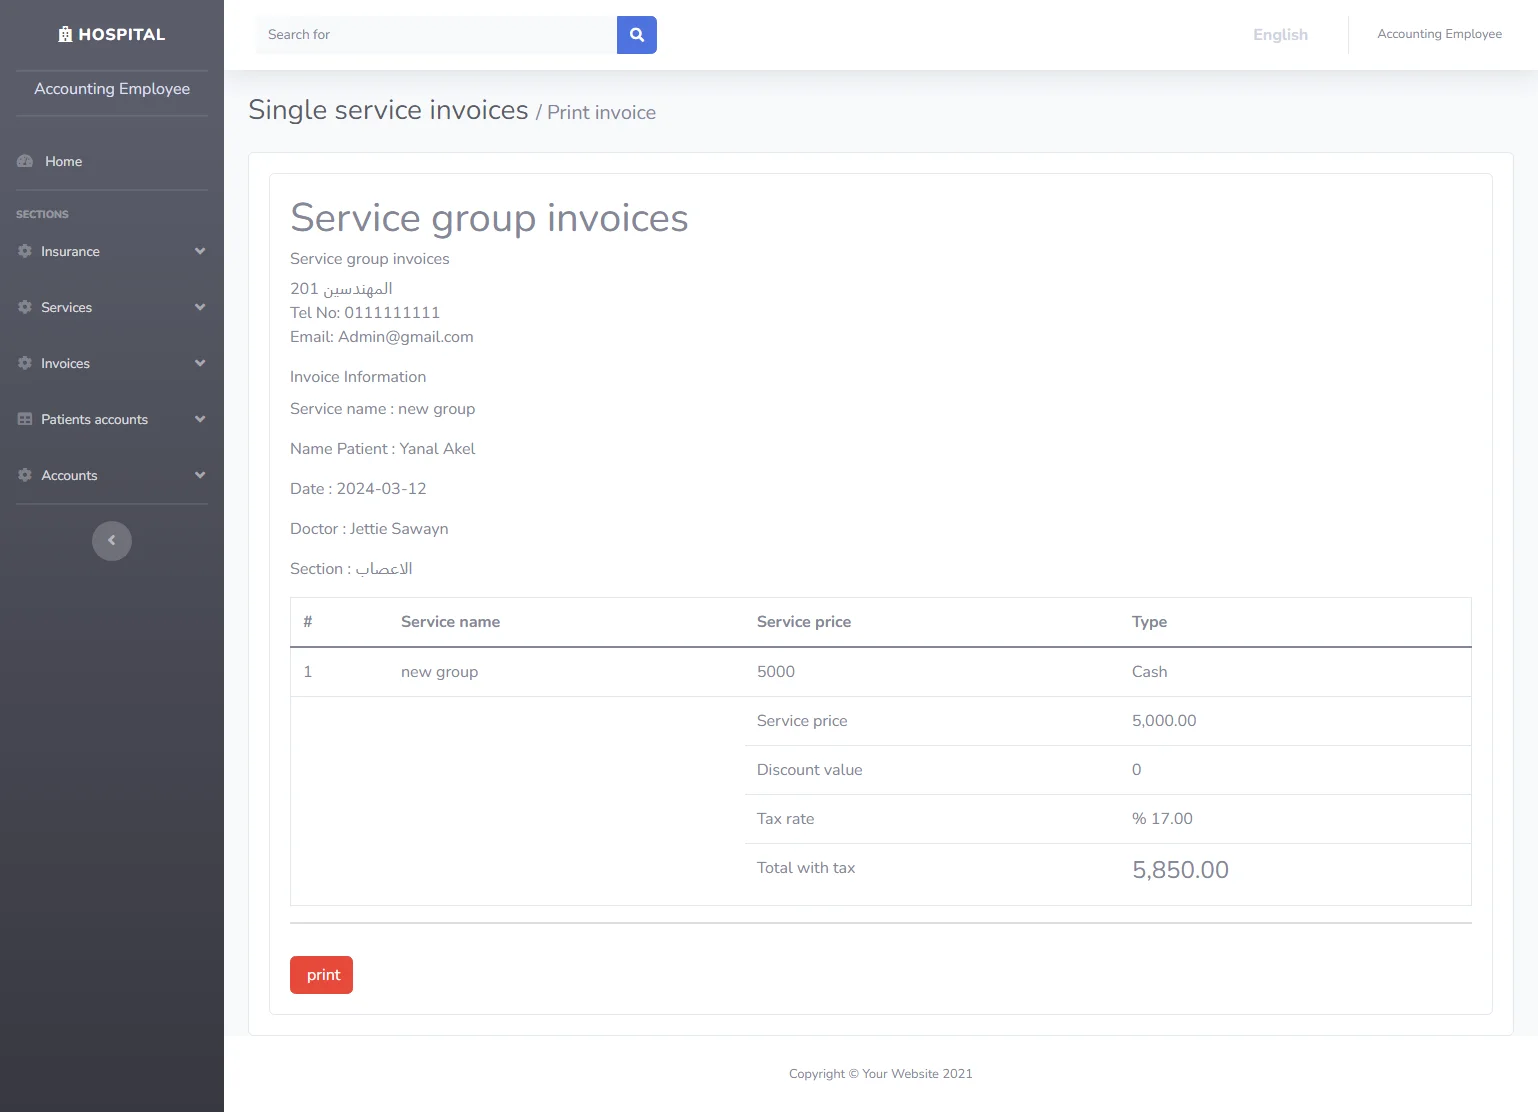 HOSPITAL
Accounting Employee
Home
SECTIONS
Insurance
Services
Invoices
Patients accounts
Accounts
Search for
English
Accounting Employee
Single service invoices / Print invoice
Service group invoices
Service group invoices
201 المهندسين
Tel No: 0111111111
Email: Admin@gmail.com
Invoice Information
Service name : new group
Name Patient : Yanal Akel
Date : 2024-03-12
Doctor : Jettie Sawayn
Section : الاعصاب
# Service name Service price Type
1 new group 5000 Cash
Service price 5,000.00
Discount value 0
Tax rate % 17.00
Total with tax 5,850.00
print
Copyright © Your Website 2021